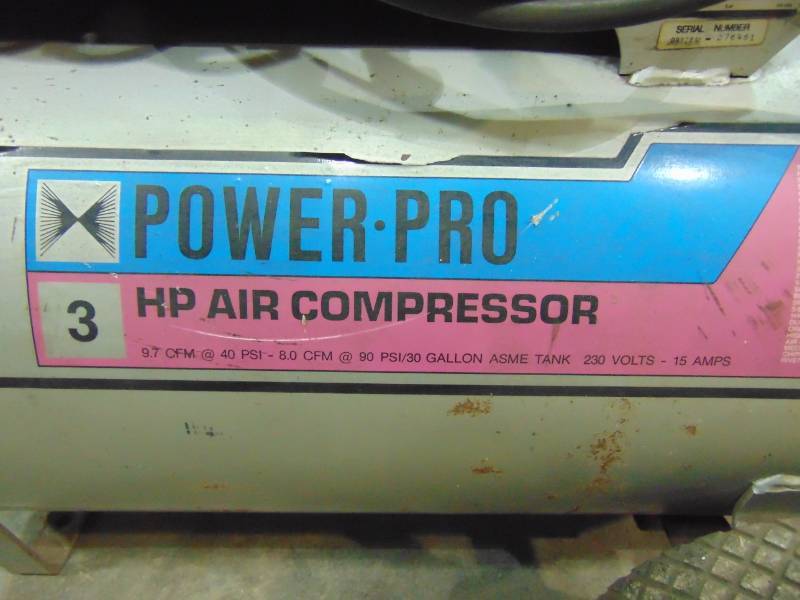 SERIAL NUMBER
POWER·PRO
3 HP AIR COMPRESSOR
9.7 CFM @ 40 PSI - 8.0 CFM @ 90 PSI/30 GALLON ASME TANK 230 VOLTS - 15 AMPS